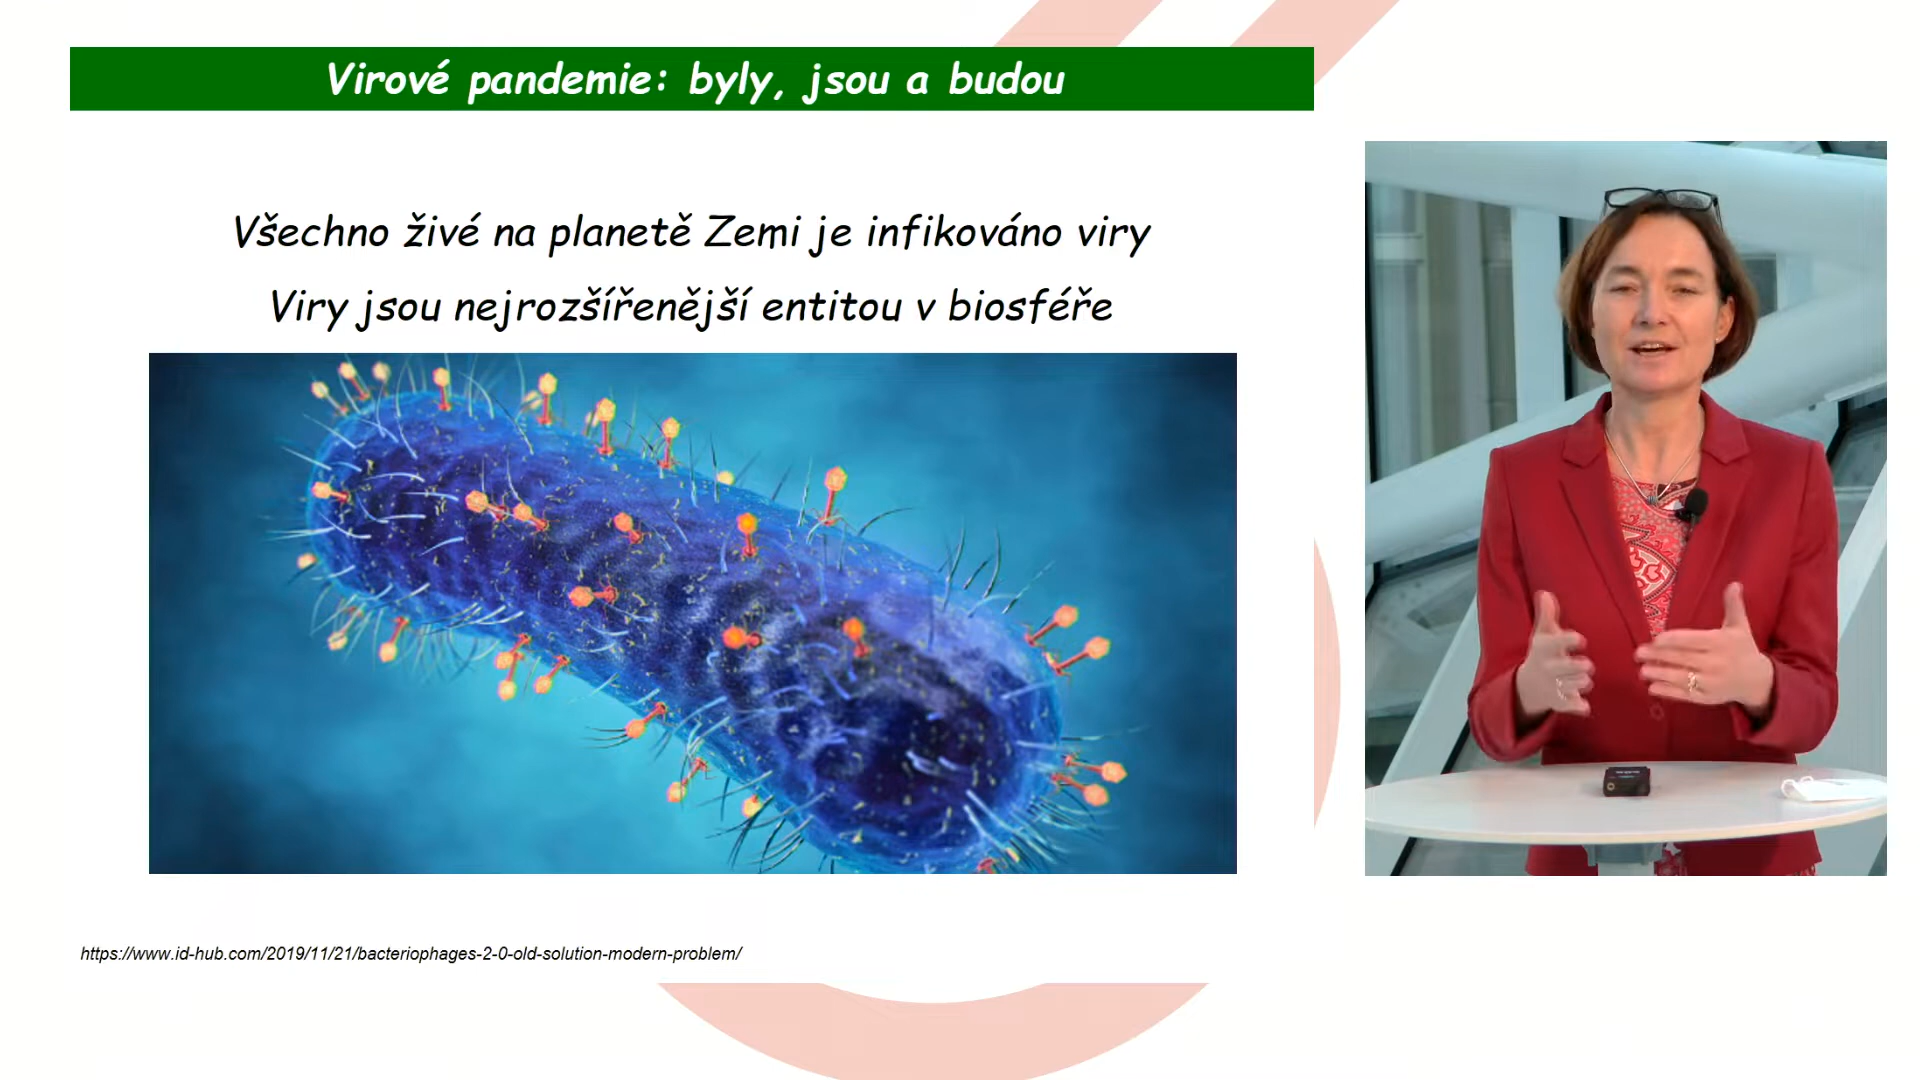 Virové pandemie: byly, jsou a budou
Všechno živé na planetě Zemi je infikováno viry
Viry jsou nejrozšířenější entitou v biosféře
https://www.id-hub.com/2019/11/21/bacteriophages-2-0-old-solution-modern-problem/